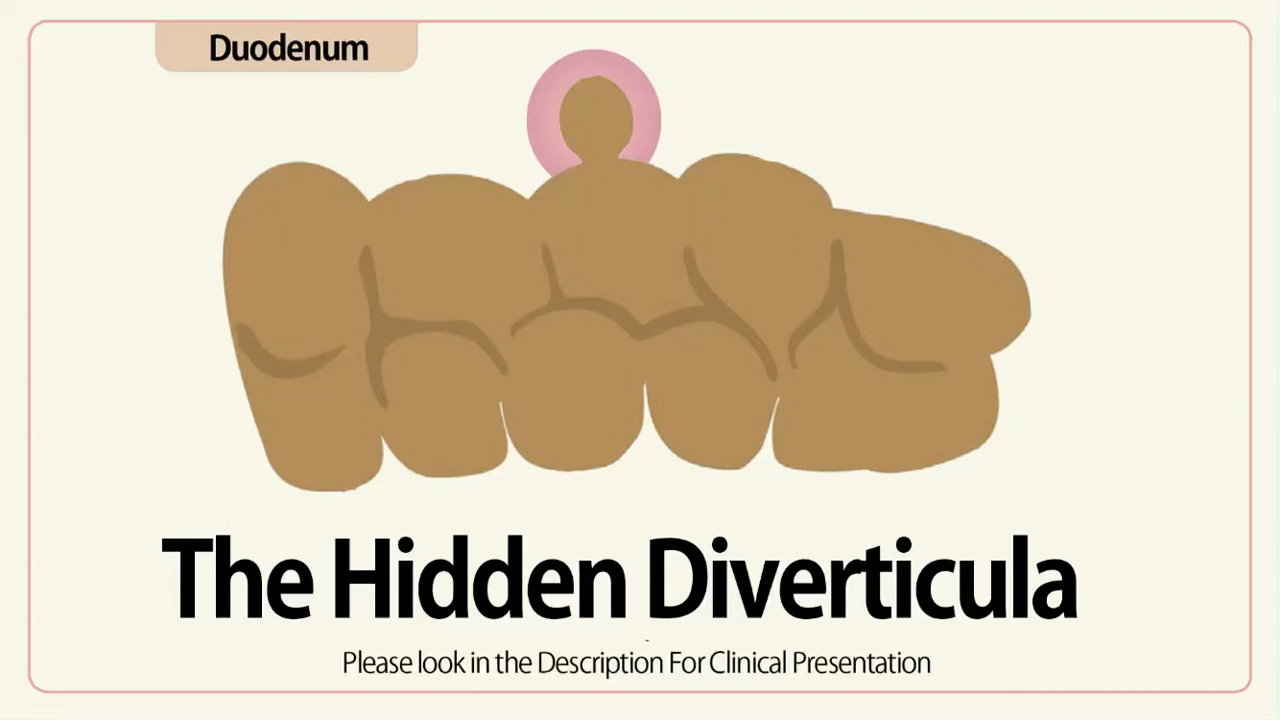 Duodenum
The Hidden Diverticula
Please look in the Description For Clinical Presentation